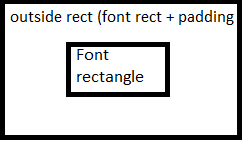 outside rect (font rect + padding
Font
rectangle